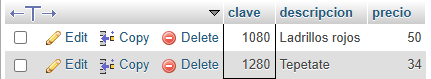 clave descripcion precio
Edit Copy Delete 1080 Ladrillos rojos 50
Edit Copy Delete 1280 Tepetate 34